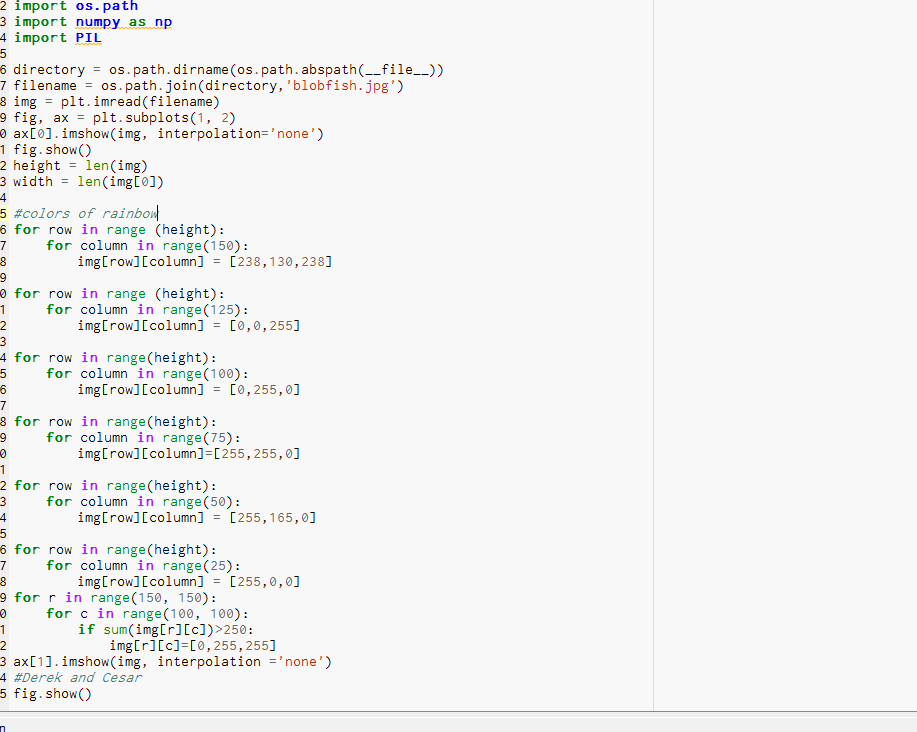 2 import os.path
3 import numpy as np
4 import PIL
5
6 directory = os.path.dirname(os.path.abspath(__file__))
7 filename = os.path.join(directory,'blobfish.jpg')
8 img = plt.imread(filename)
9 fig, ax = plt.subplots(1, 2)
0 ax[0].imshow(img, interpolation='none')
1 fig.show()
2 height = len(img)
3 width = len(img[0])
4
5 #colors of rainbow
6 for row in range (height):
7     for column in range(150):
8         img[row][column] = [238,130,238]
9
0 for row in range (height):
1     for column in range(125):
2         img[row][column] = [0,0,255]
3
4 for row in range(height):
5     for column in range(100):
6         img[row][column] = [0,255,0]
7
8 for row in range(height):
9     for column in range(75):
0         img[row][column]=[255,255,0]
1
2 for row in range(height):
3     for column in range(50):
4         img[row][column] = [255,165,0]
5
6 for row in range(height):
7     for column in range(25):
8         img[row][column] = [255,0,0]
9 for r in range(150, 150):
0     for c in range(100, 100):
1         if sum(img[r][c])>250:
2             img[r][c]=[0,255,255]
3 ax[1].imshow(img, interpolation ='none')
4 #Derek and Cesar
5 fig.show()
n